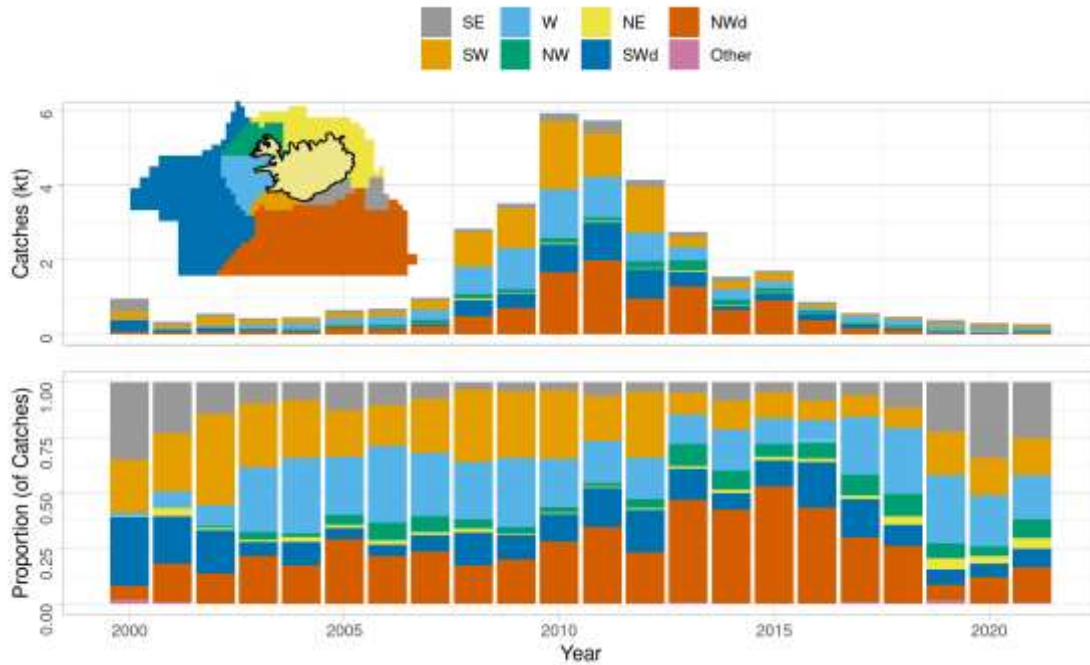 SE W NE NWd
SW NW SWd Other
Catches (kt)
6
4
2
0
Proportion (of Catches)
1.00
0.75
0.50
0.25
0.00
2000 2005 2010 2015 2020
Year